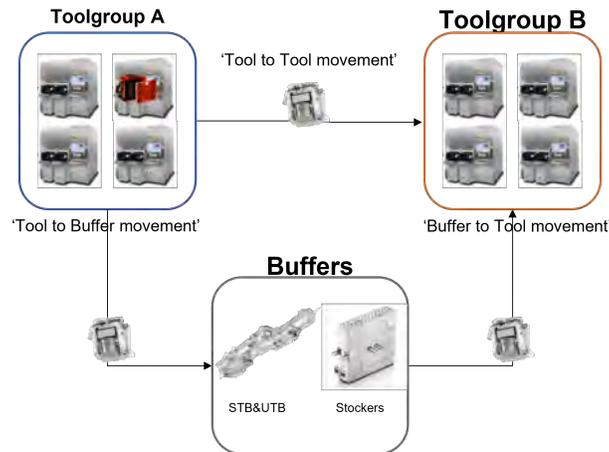 Toolgroup A
Toolgroup B
‘Tool to Tool movement’
‘Tool to Buffer movement’
‘Buffer to Tool movement’
Buffers
STB&UTB
Stockers